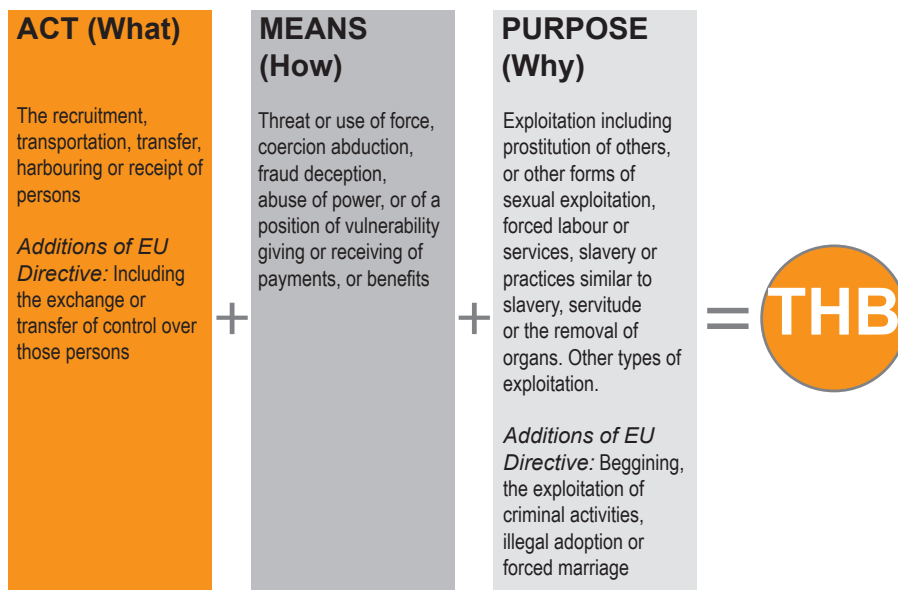 ACT (What)
The recruitment,
transportation, transfer,
harbouring or receipt of
persons
Additions of EU
Directive: Including
the exchange or
transfer of control over
those persons
+
MEANS
(How)
Threat or use of force,
coercion abduction,
fraud deception,
abuse of power, or of a
position of vulnerability
giving or receiving of
payments, or benefits
+
PURPOSE
(Why)
Exploitation including
prostitution of others,
or other forms of
sexual exploitation,
forced labour or
services, slavery or
practices similar to
slavery, servitude
or the removal of
organs. Other types of
exploitation.
Additions of EU
Directive: Beggining,
the exploitation of
criminal activities,
illegal adoption or
forced marriage
=
THB